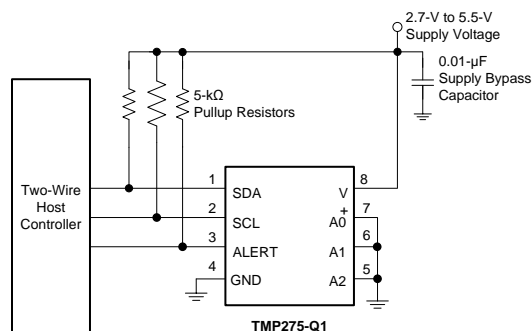 2.7-V to 5.5-V
Supply Voltage
0.01-μF
Supply Bypass
Capacitor
5-kΩ
Pullup Resistors
Two-Wire
Host
Controller
1
SDA
2
SCL
3
ALERT
4
GND
8
V
+
7
A0
6
A1
5
A2
TMP275-Q1